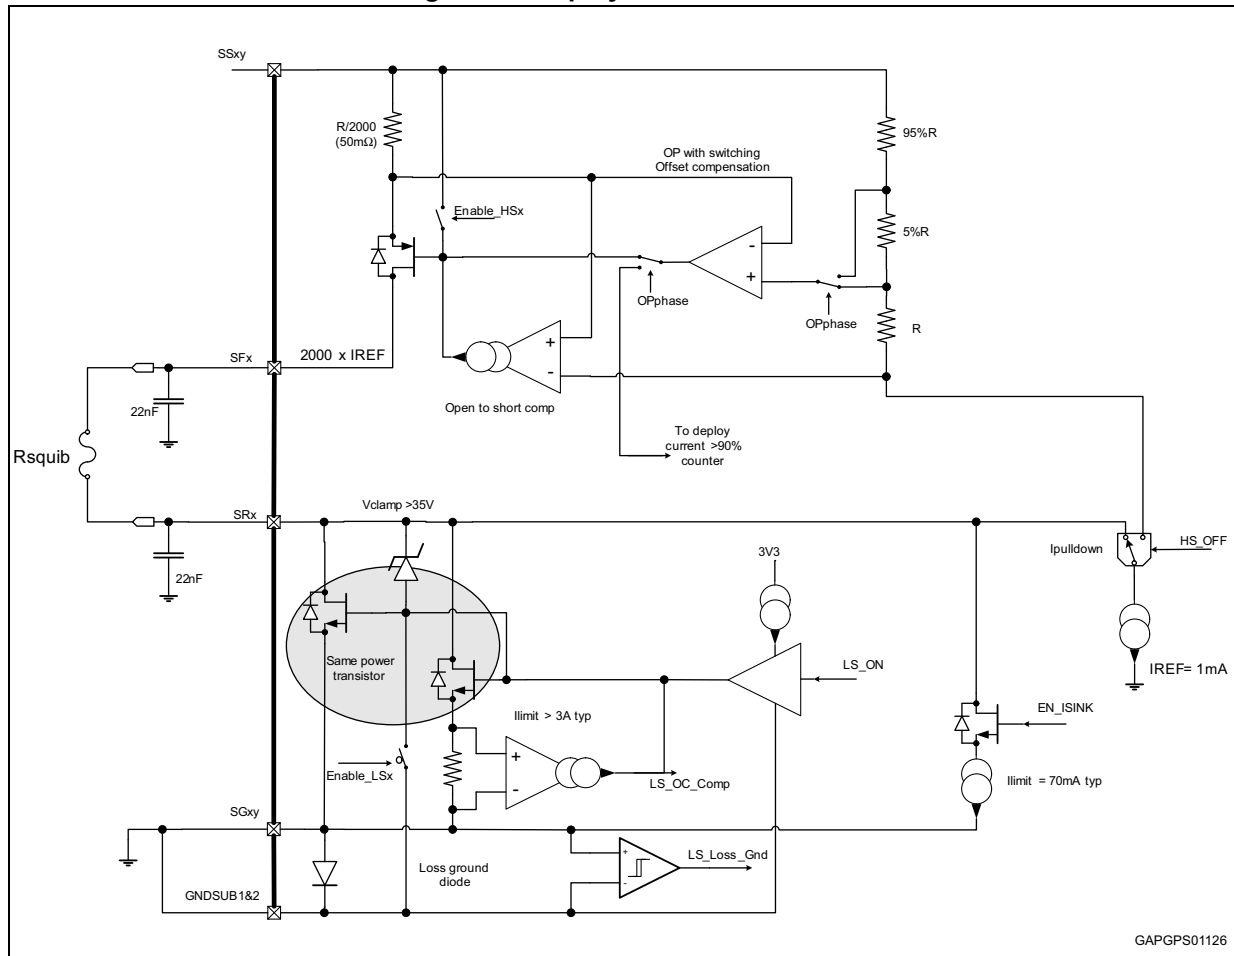 SSxy
R/2000
(50mΩ)
95%R
OP with switching
Offset compensation
Enable_HSx
5%R
-
+
OPphase
OPphase
R
SFx
2000 x IREF
+
-
22nF
Open to short comp
To deploy
current >90%
counter
Rsquib
Vclamp >35V
SRx
3V3
Ipulldown
HS_OFF
22nF
Same power
transistor
LS_ON
IREF= 1mA
Ilimit > 3A typ
EN_ISINK
+
-
Enable_LSx
LS_OC_Comp
Ilimit = 70mA typ
SGxy
LS_Loss_Gnd
+
-
Loss ground
diode
GNDSUB1&2
GAPGPS01126